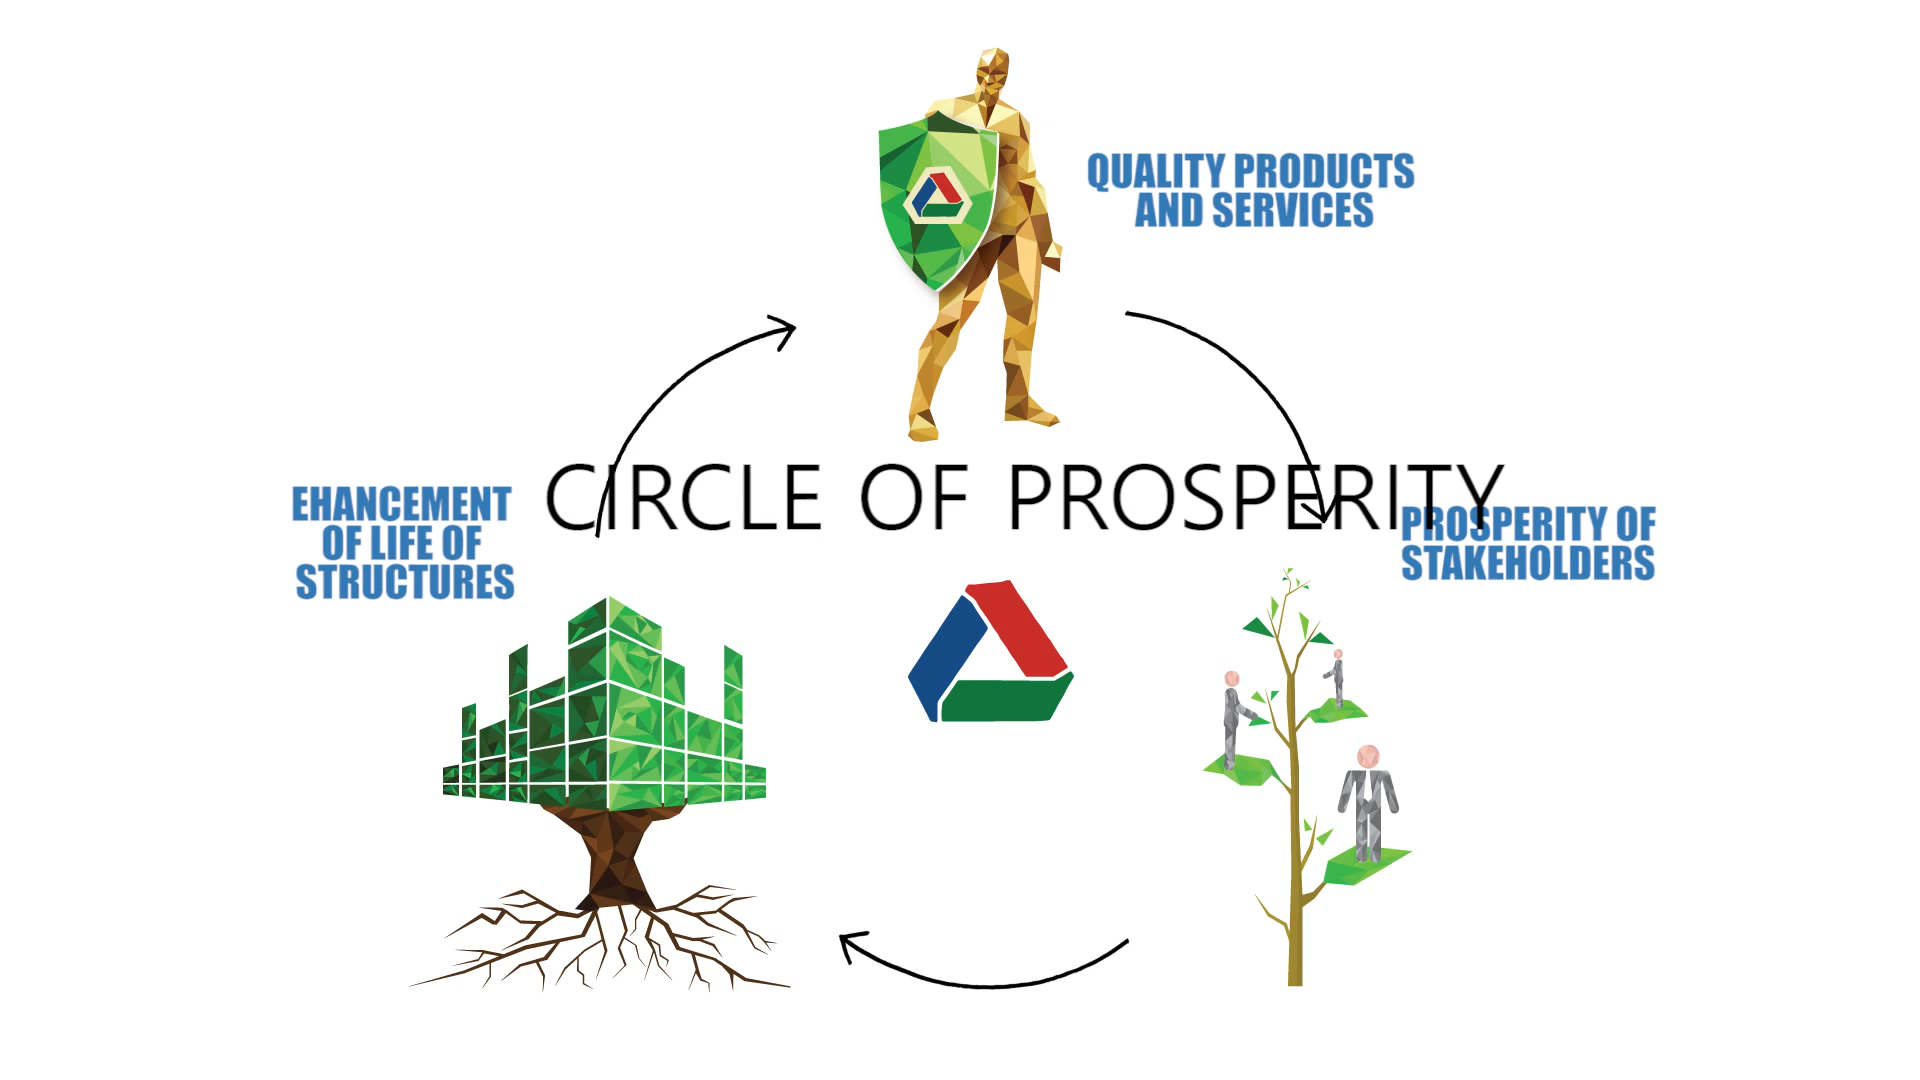 QUALITY PRODUCTS
AND SERVICES
CIRCLE OF PROSPERITY
EHANCEMENT
OF LIFE OF
STRUCTURES
PROSPERITY OF
STAKEHOLDERS